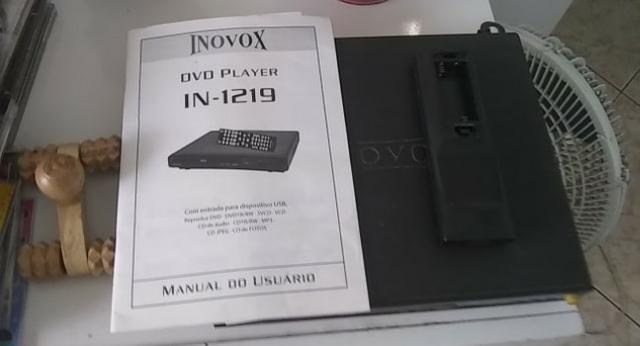 INOVOX
DVD PLAYER
IN-1219
Com entrada para dispositivo USB,
Reproduz DVD - DVD±R/RW - SVCD - VCD
CD de Áudio - CD±R/RW - MP3 -
CD JPEG - CD de FOTOS.
MANUAL DO USUÁRIO
DVD